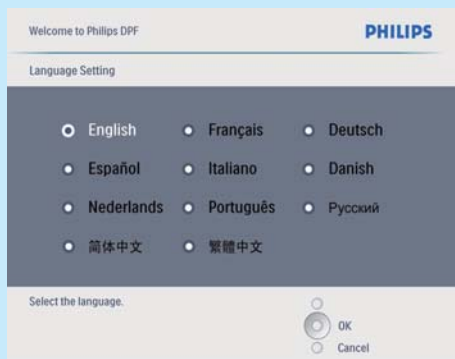 Welcome to Philips DPF
PHILIPS
Language Setting
English Français Deutsch
Español Italiano Danish
Nederlands Português Русский
简体中文 繁體中文
Select the language.
OK
Cancel